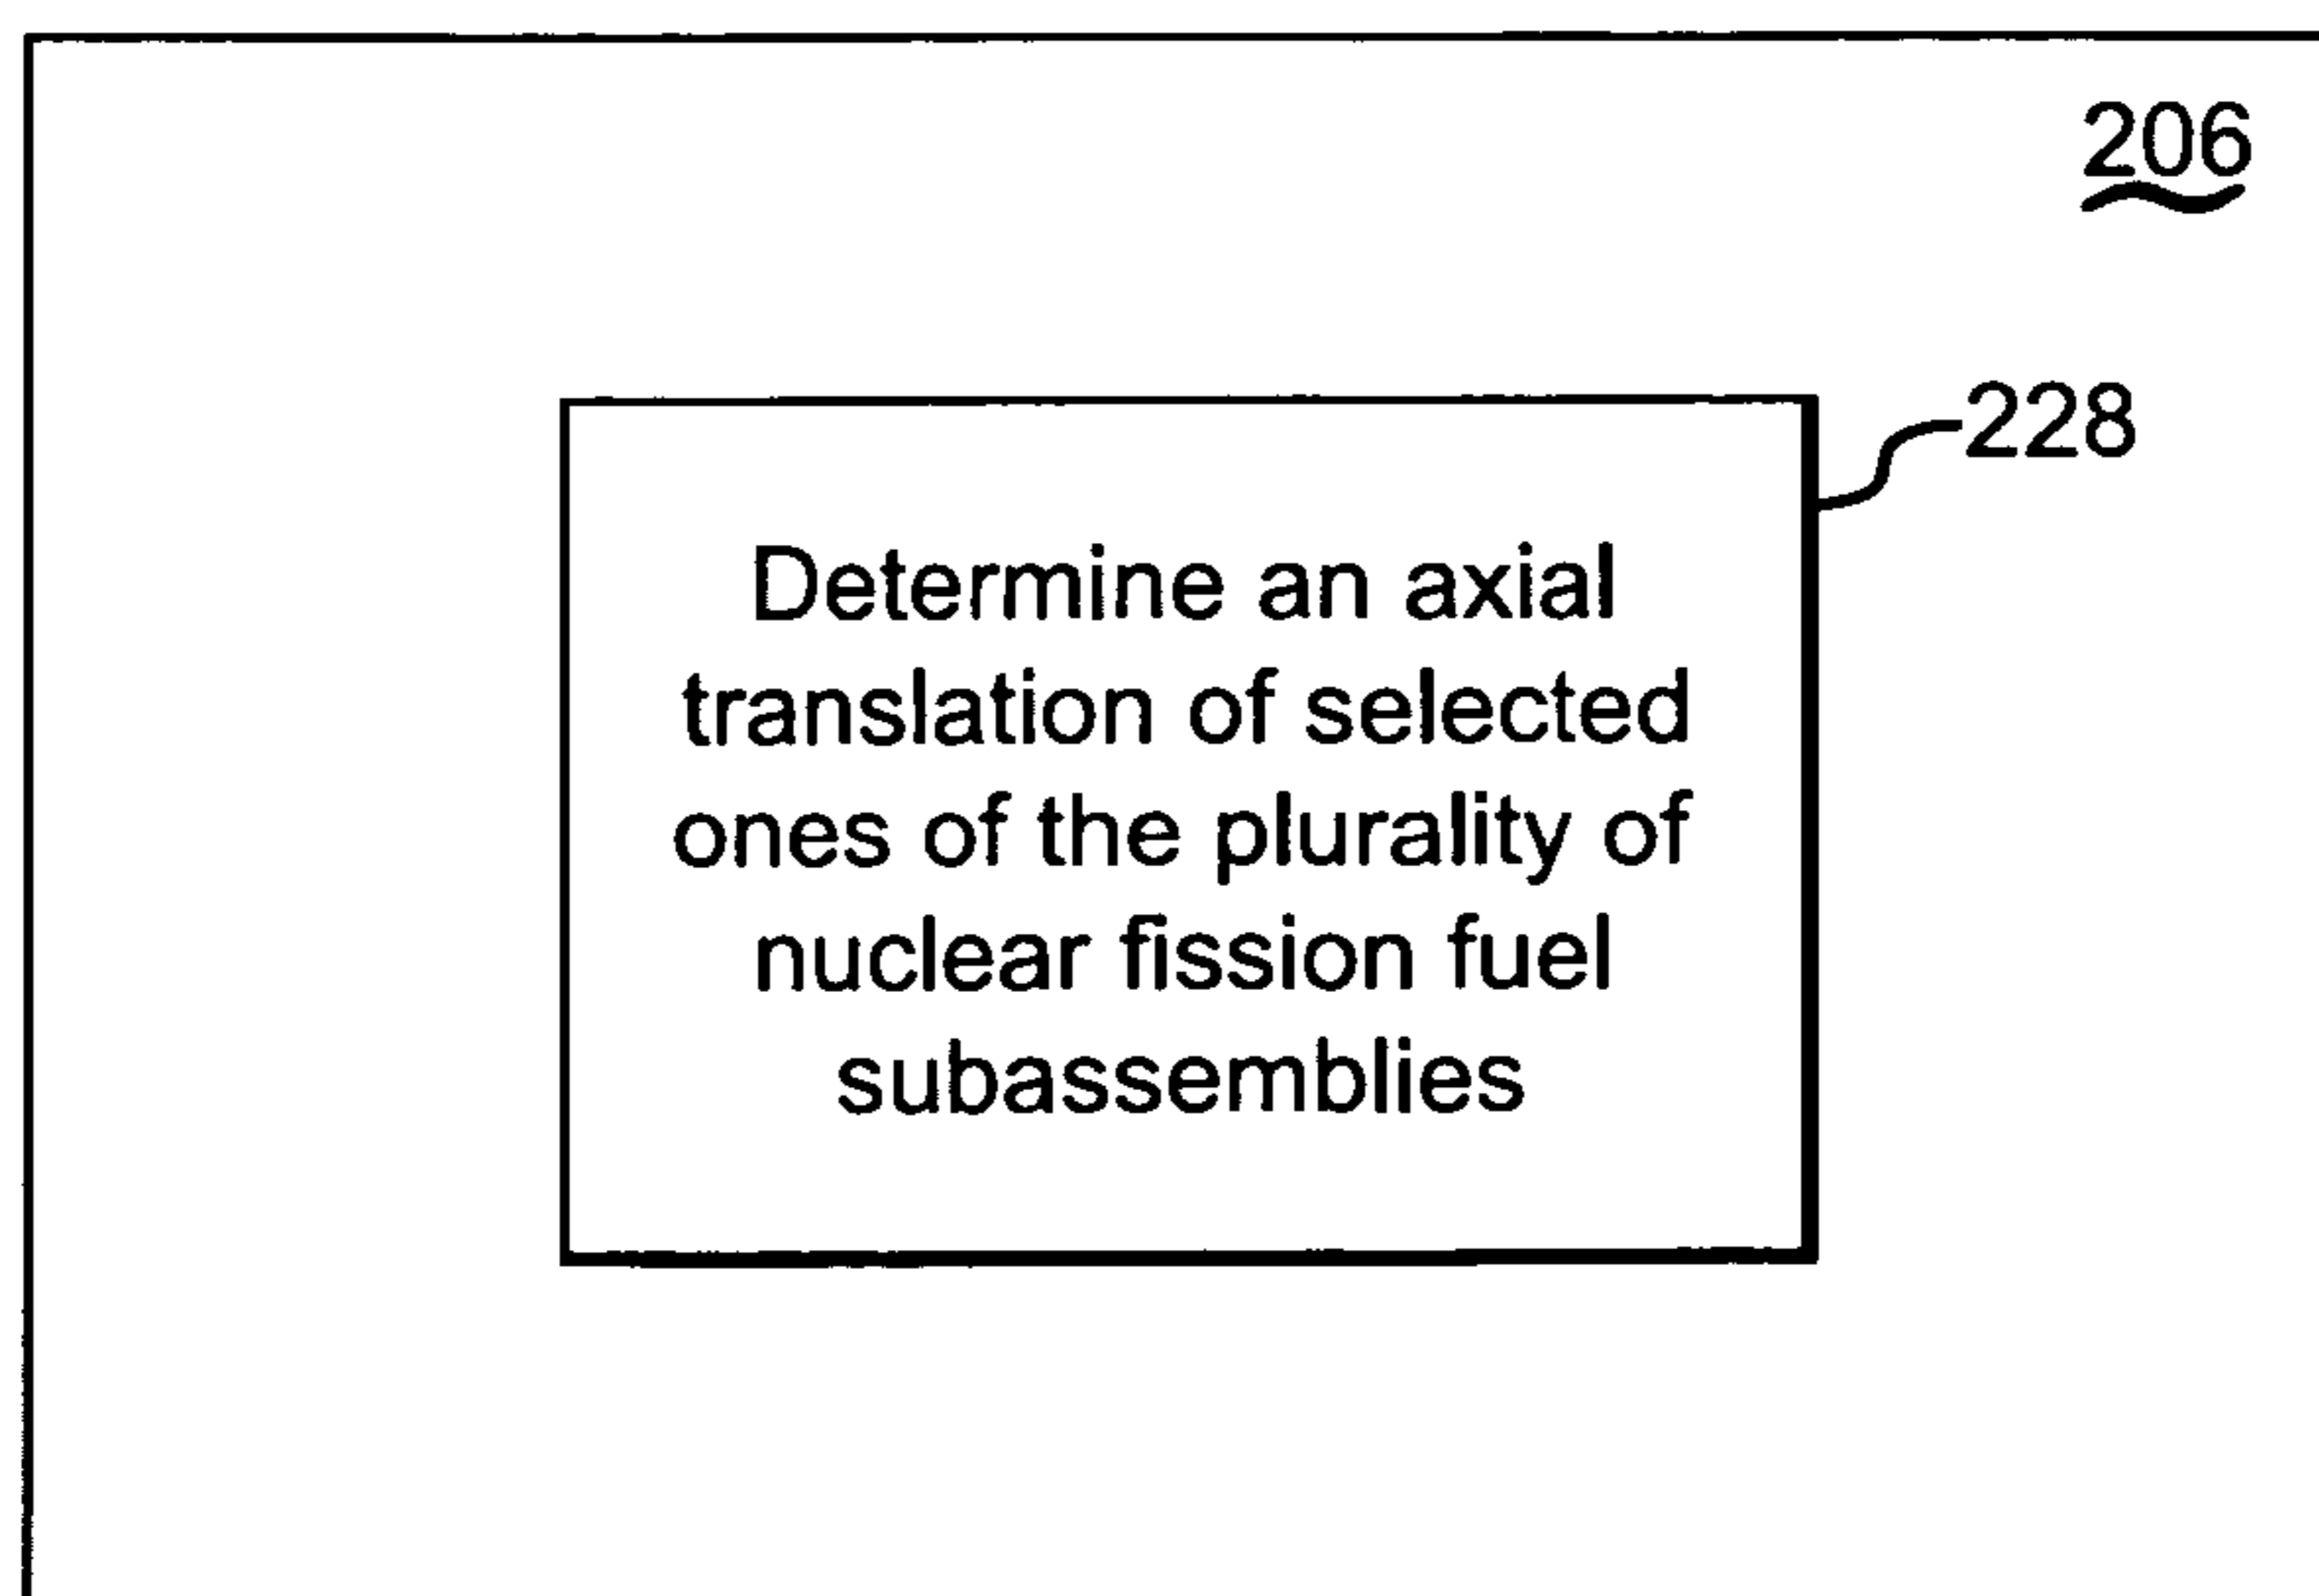 206
228
Determine an axial
translation of selected
ones of the plurality of
nuclear fission fuel
subassemblies